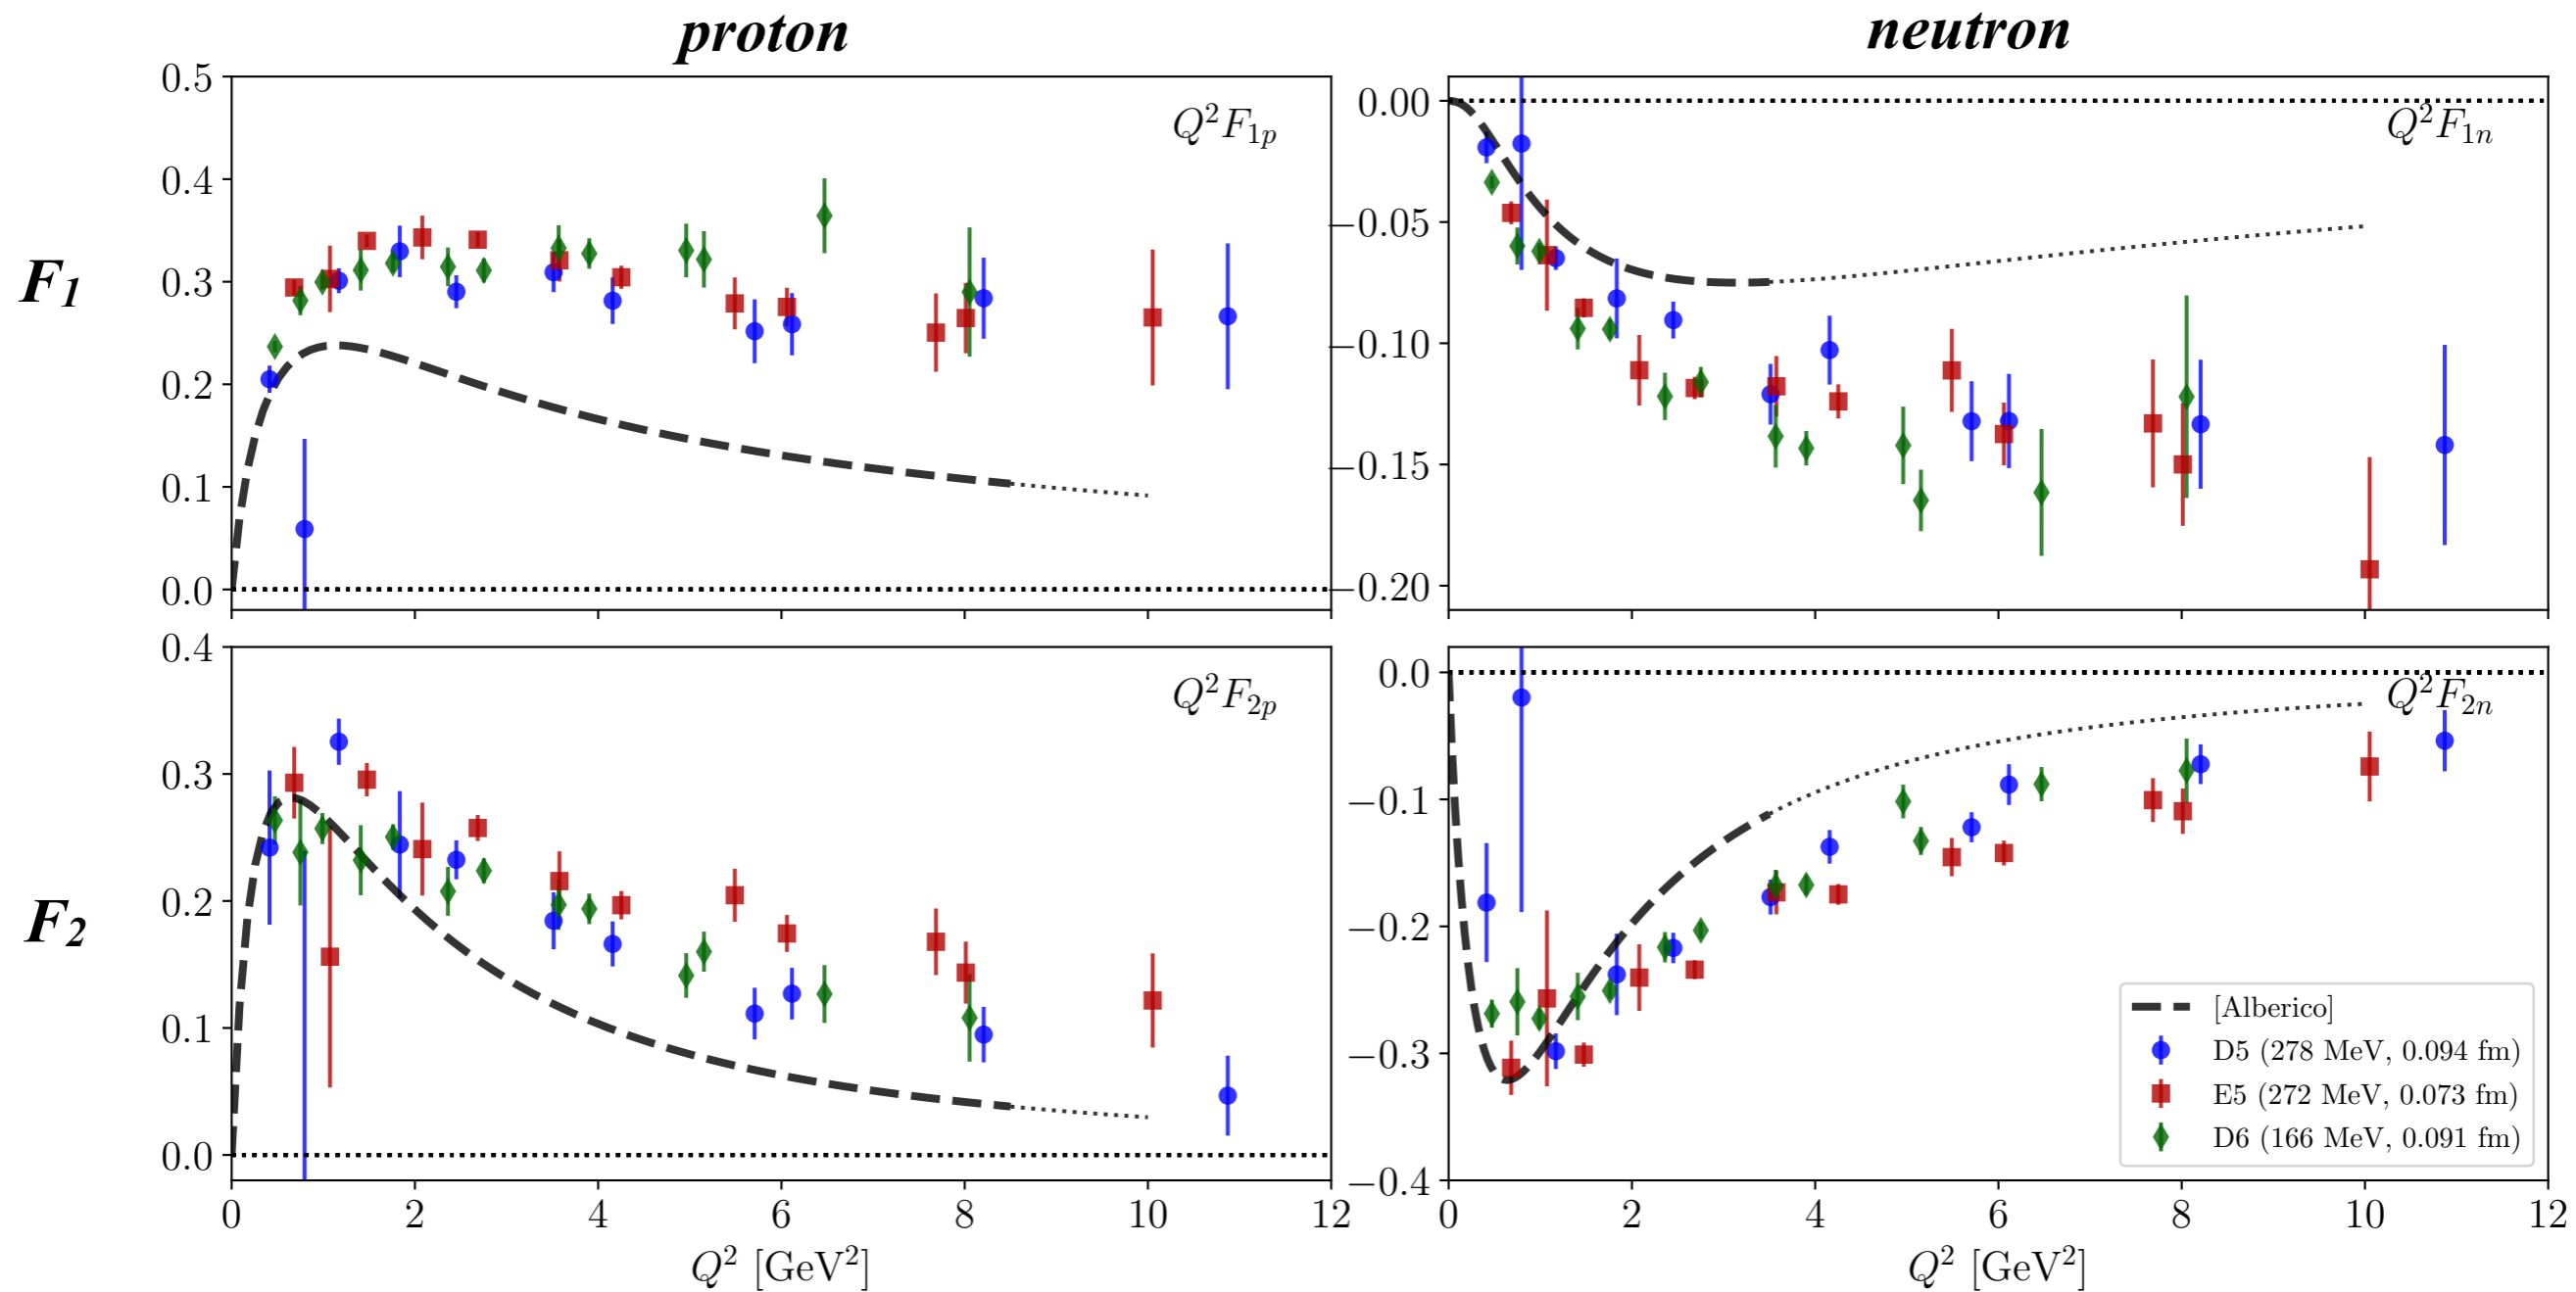 proton
neutron
0.5
0.4
0.3
0.2
0.1
0.0
Q²F₁ₚ
F₁
0.00
−0.05
−0.10
−0.15
−0.20
Q²F₁ₙ
0.4
0.3
0.2
0.1
0.0
Q²F₂ₚ
F₂
0.0
−0.1
−0.2
−0.3
−0.4
Q²F₂ₙ
[Alberico]
D5 (278 MeV, 0.094 fm)
E5 (272 MeV, 0.073 fm)
D6 (166 MeV, 0.091 fm)
0 2 4 6 8 10 12
0 2 4 6 8 10 12
Q² [GeV²]
Q² [GeV²]